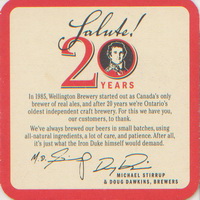 Salute!
20
YEARS
In 1985, Wellington Brewery started out as Canada's only
brewer of real ales, and after 20 years we're Ontario's
oldest independent craft brewery. For this we have you,
our customers, to thank.
We've always brewed our beers in small batches, using
all-natural ingredients, a lot of care, and patience. After all,
it's just what the Iron Duke himself would demand.
MICHAEL STIRRUP
& DOUG DAWKINS, BREWERS